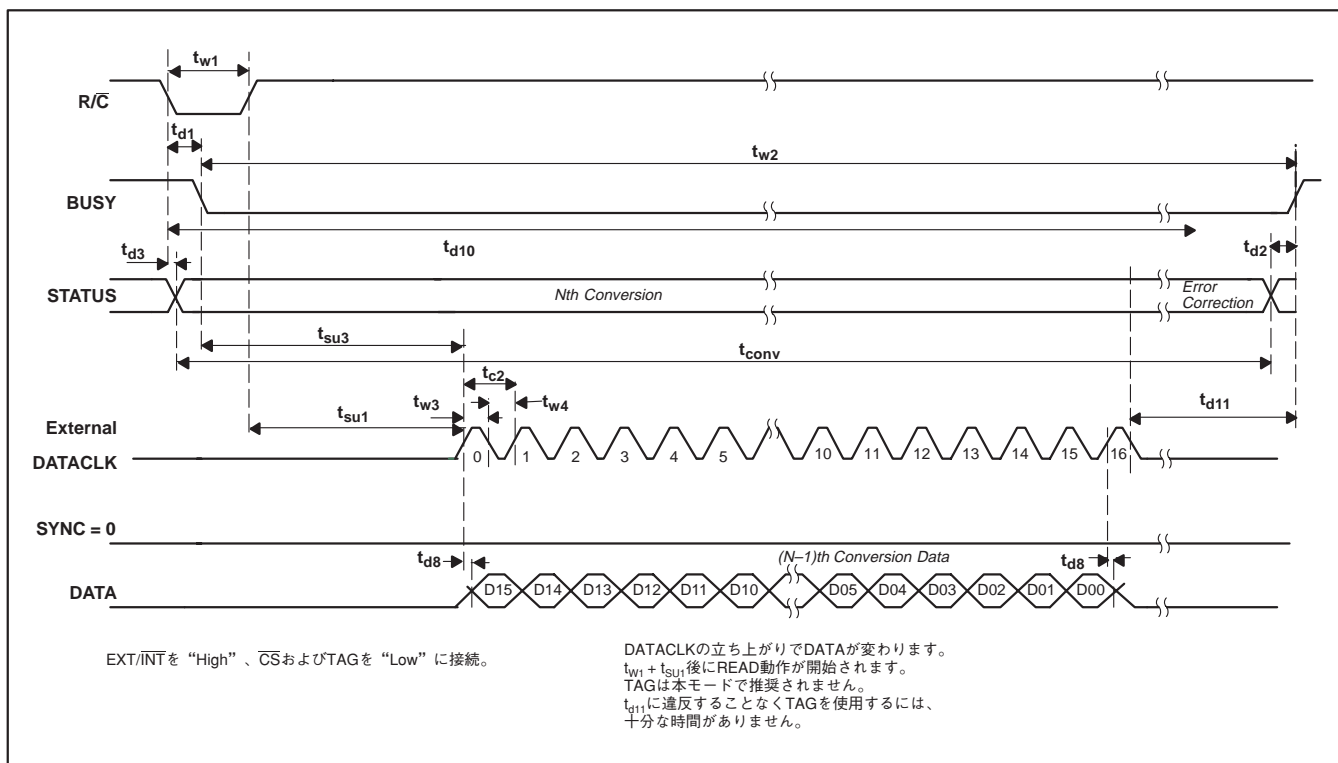 tw1
R/C̅
td1
tw2
BUSY
td3
td10
td2
STATUS
Nth Conversion
Error
Correction
tsu3
tconv
tc2
tw3
tw4
td11
tsu1
External
DATACLK
0 1 2 3 4 5 10 11 12 13 14 15 16
SYNC = 0
(N–1)th Conversion Data
td8
td8
DATA
D15 D14 D13 D12 D11 D10 D05 D04 D03 D02 D01 D00
EXT/I̅N̅T̅を“High”、C̅S̅およびTAGを“Low”に接続。
DATACLKの立ち上がりでDATAが変わります。
tW1 + tSU1後にREAD動作が開始されます。
TAGは本モードで推奨されません。
td11に違反することなくTAGを使用するには、
十分な時間がありません。